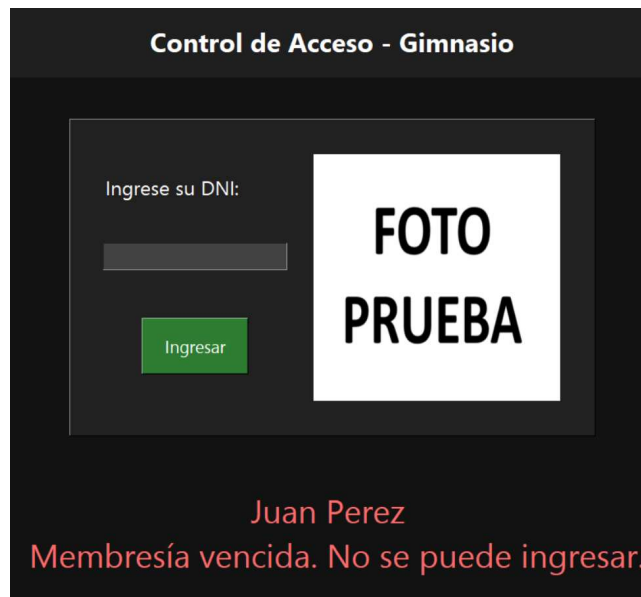 Control de Acceso - Gimnasio
Ingrese su DNI:
Ingresar
FOTO
PRUEBA
Juan Perez
Membresía vencida. No se puede ingresar.